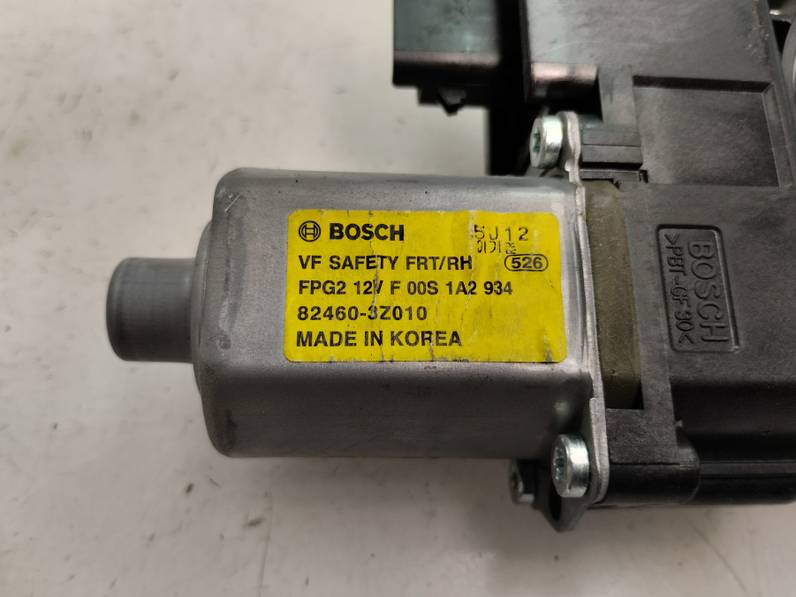 BOSCH 5J12
VF SAFETY FRT/RH 526
FPG2 12V F 00S 1A2 934
82460-3Z010
MADE IN KOREA
BOSCH
>PBT-GF30<